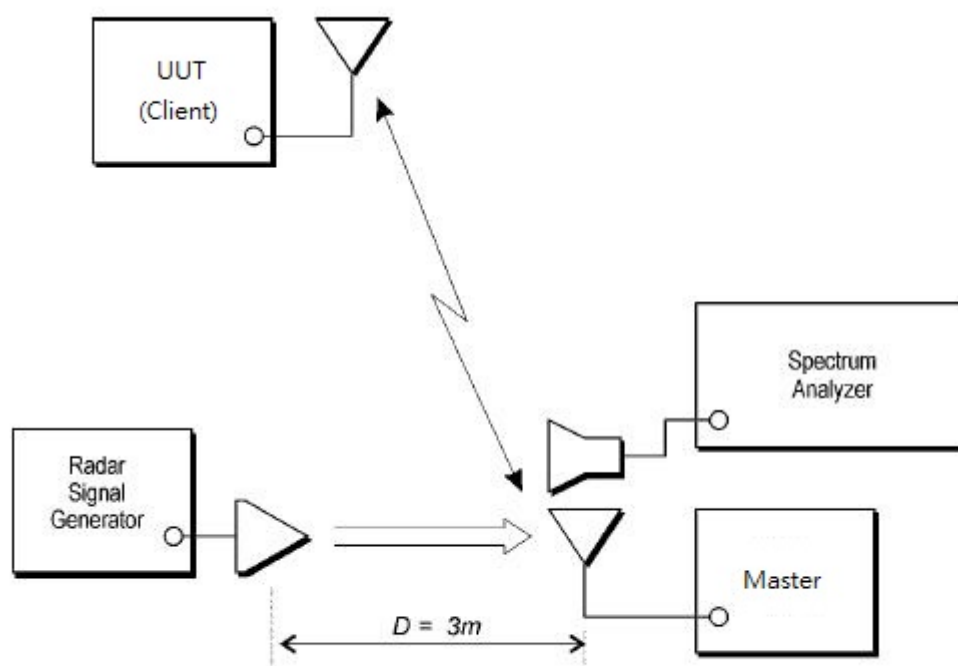 UUT
(Client)
Spectrum
Analyzer
Radar
Signal
Generator
Master
D = 3m